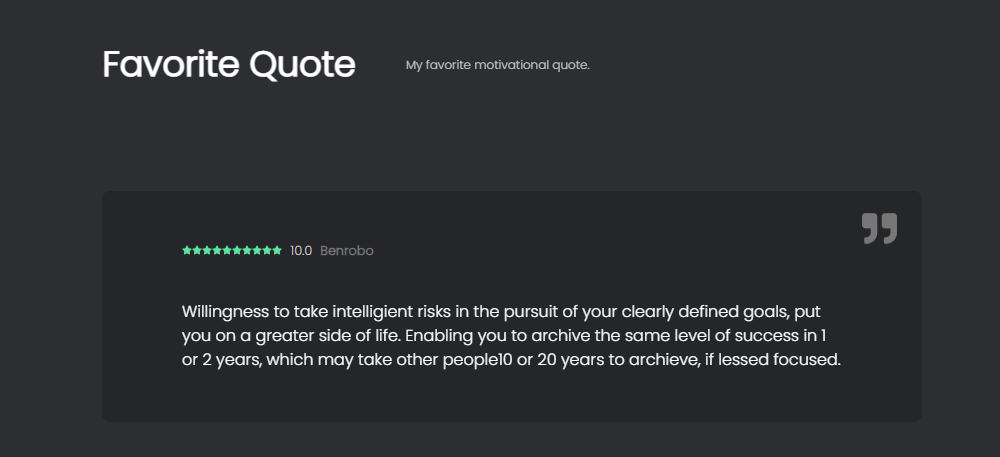 Favorite Quote
My favorite motivational quote.
10.0 Benrobo
Willingness to take intelligient risks in the pursuit of your clearly defined goals, put
you on a greater side of life. Enabling you to archive the same level of success in 1
or 2 years, which may take other people10 or 20 years to archieve, if lessed focused.